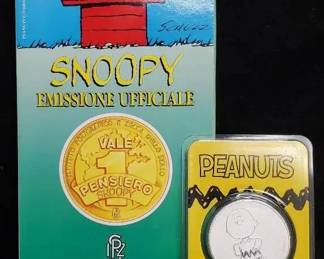 Schulz
SNOOPY
EMISSIONE UFFICIALE
VALE
1
PENSIERO
SNOOPY
PEANUTS